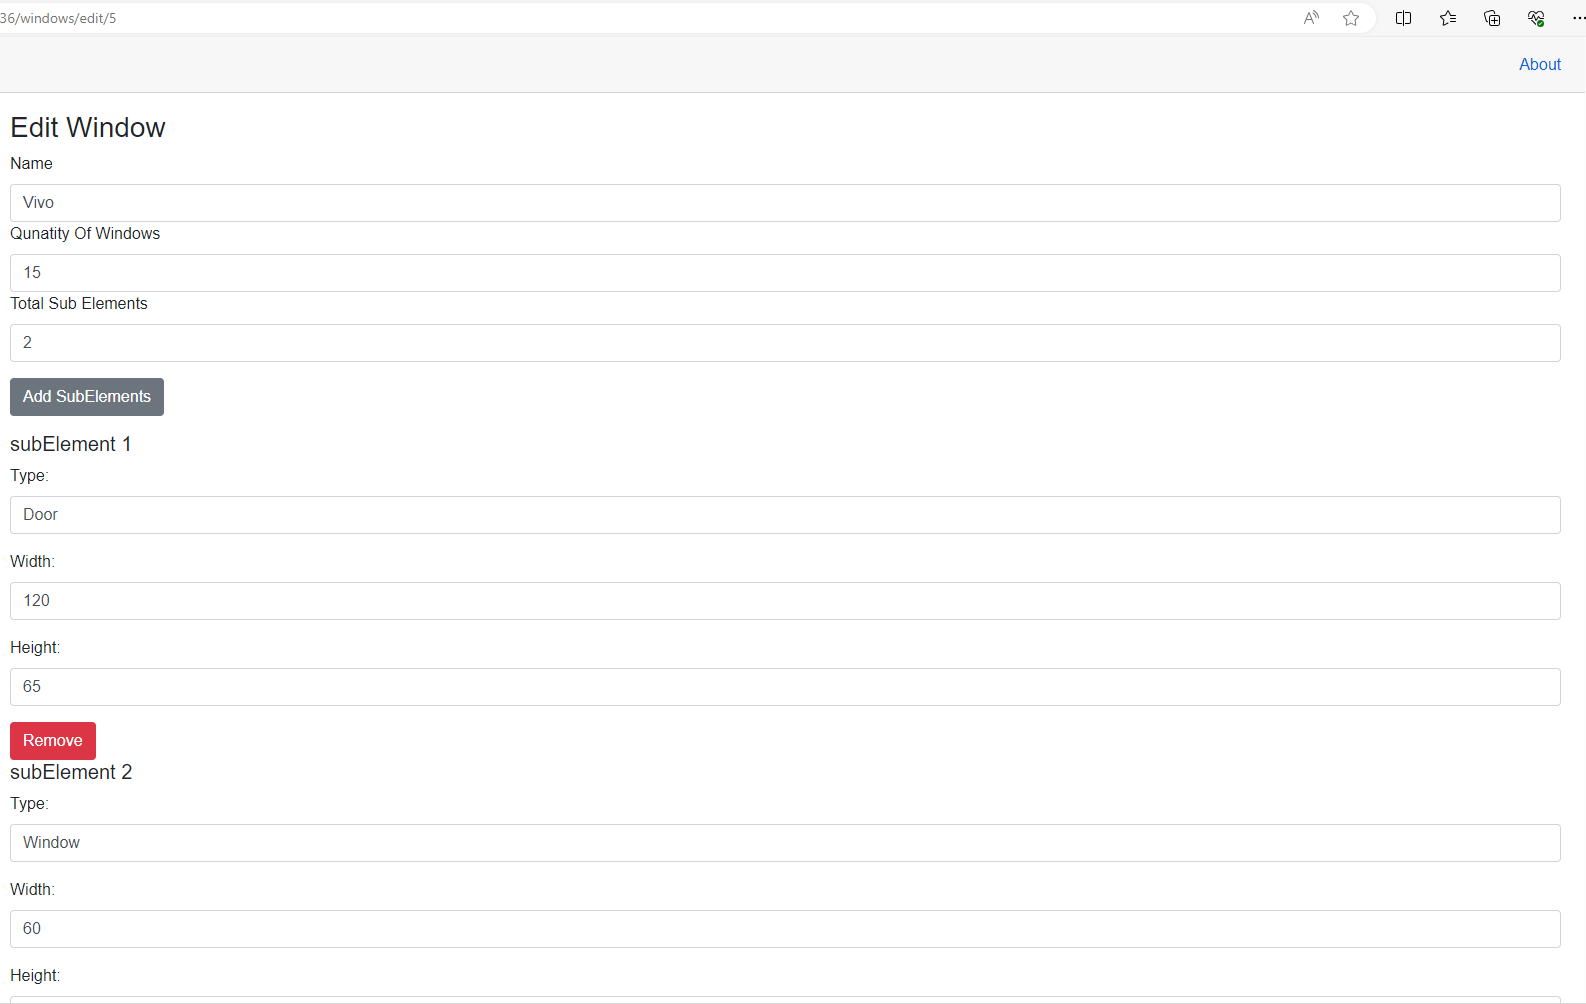 36/windows/edit/5
About
Edit Window
Name
Vivo
Qunatity Of Windows
15
Total Sub Elements
2
Add SubElements
subElement 1
Type:
Door
Width:
120
Height:
65
Remove
subElement 2
Type:
Window
Width:
60
Height: